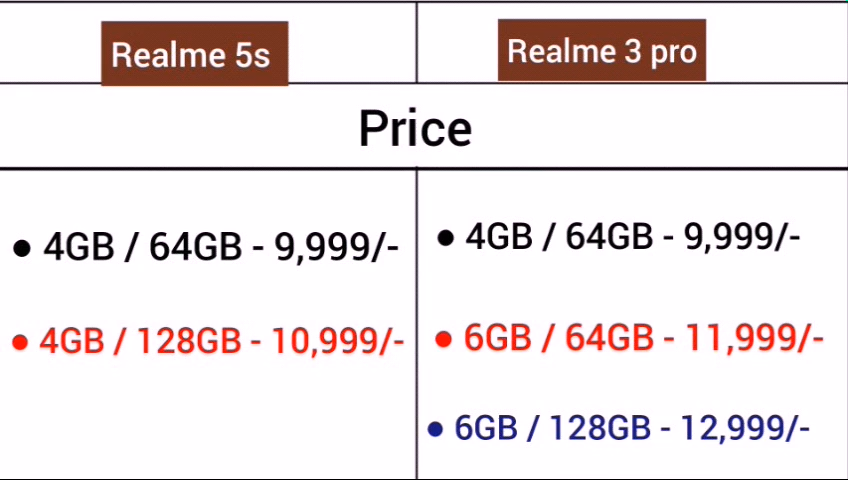 Realme 5s
Realme 3 pro
Price
● 4GB / 64GB - 9,999/-
● 4GB / 128GB - 10,999/-
● 4GB / 64GB - 9,999/-
● 6GB / 64GB - 11,999/-
● 6GB / 128GB - 12,999/-